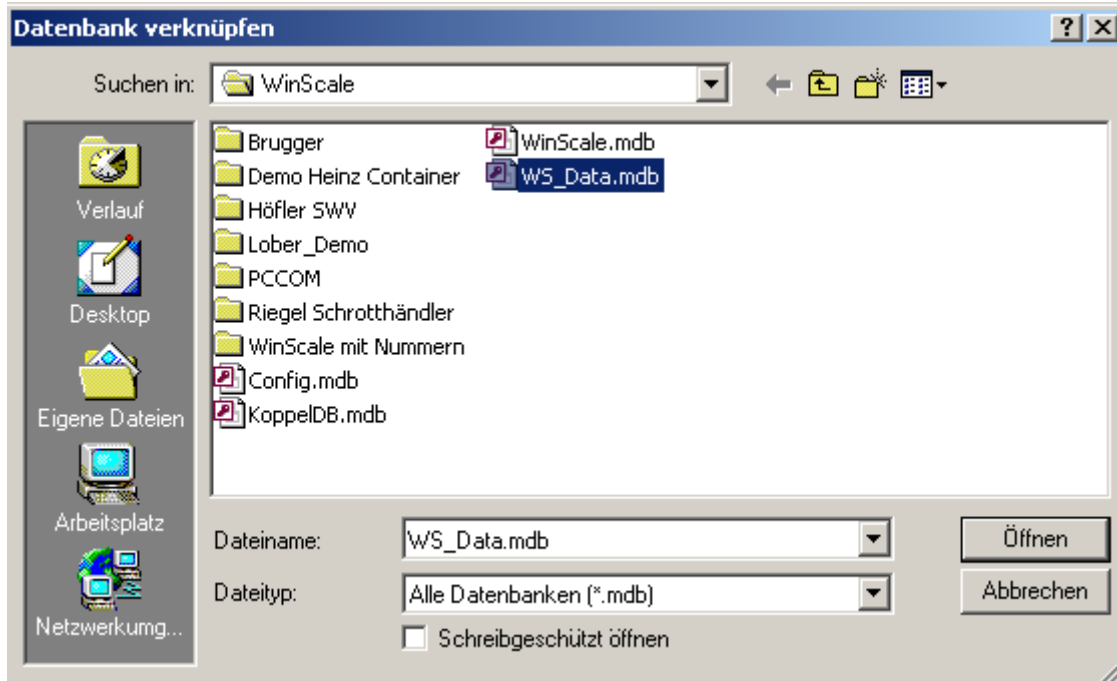 Datenbank verknüpfen
Suchen in: WinScale
Verlauf
Desktop
Eigene Dateien
Arbeitsplatz
Netzwerkumg...
Brugger
Demo Heinz Container
Höfler SWV
Lober_Demo
PCCOM
Riegel Schrotthändler
WinScale mit Nummern
Config.mdb
KoppelDB.mdb
WinScale.mdb
WS_Data.mdb
Dateiname: WS_Data.mdb
Öffnen
Dateityp: Alle Datenbanken (*.mdb)
Abbrechen
Schreibgeschützt öffnen